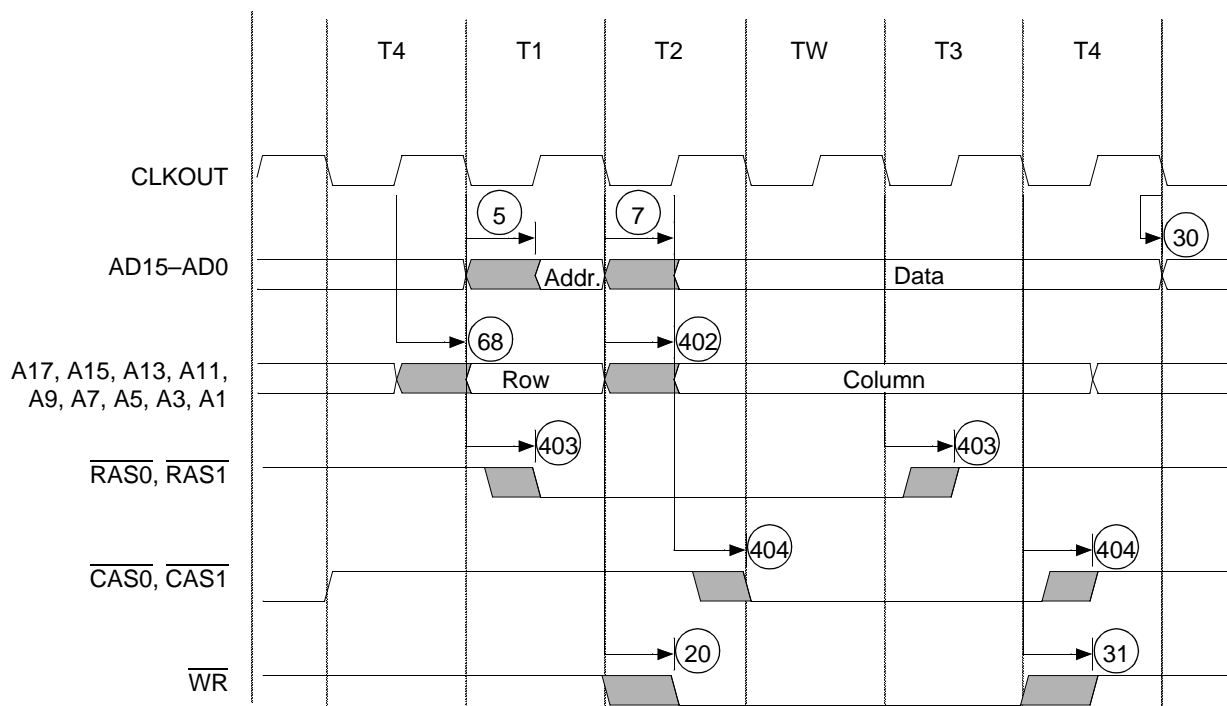 T4 T1 T2 TW T3 T4
CLKOUT
5 7 30
AD15–AD0 Addr. Data
68 402
A17, A15, A13, A11, Row Column
A9, A7, A5, A3, A1
403 403
RAS0, RAS1
404 404
CAS0, CAS1
20 31
WR